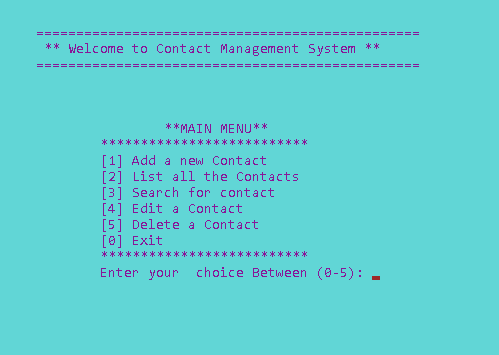 ================================================
** Welcome to Contact Management System **
================================================
**MAIN MENU**
**************************
[1] Add a new Contact
[2] List all the Contacts
[3] Search for contact
[4] Edit a Contact
[5] Delete a Contact
[0] Exit
**************************
Enter your  choice Between (0-5): _